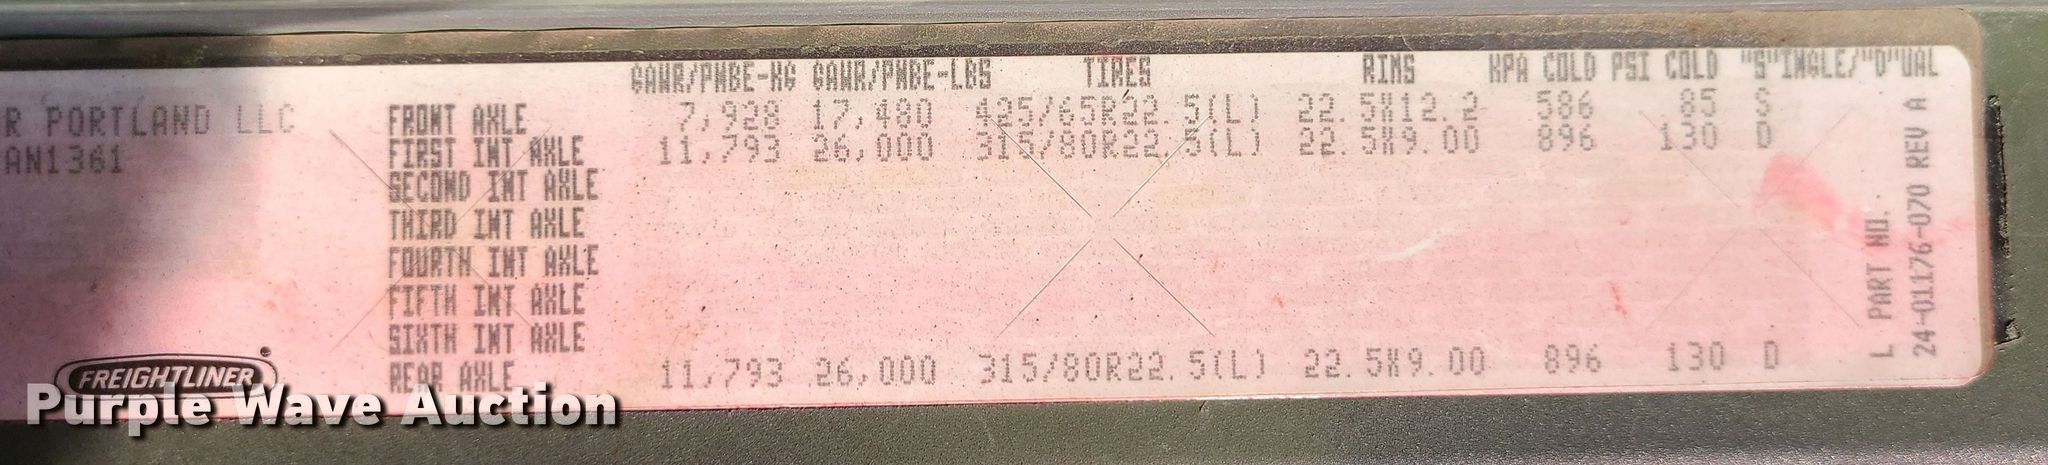 GAWR/PNBE-KG GAWR/PNBE-LBS TIRES RIMS KPA COLD PSI COLD "S"INGLE/"D"UAL
R PORTLAND LLC FRONT AXLE 7,928 17,480 425/65R22.5(L) 22.5X12.2 586 85 S
AN1361 FIRST INT AXLE 11,793 26,000 315/80R22.5(L) 22.5X9.00 896 130 D
SECOND INT AXLE
THIRD INT AXLE
FOURTH INT AXLE
FIFTH INT AXLE
SIXTH INT AXLE
REAR AXLE 11,793 26,000 315/80R22.5(L) 22.5X9.00 896 130 D
L PART NO.
24-01176-070 REV A
FREIGHTLINER
Purple Wave Auction